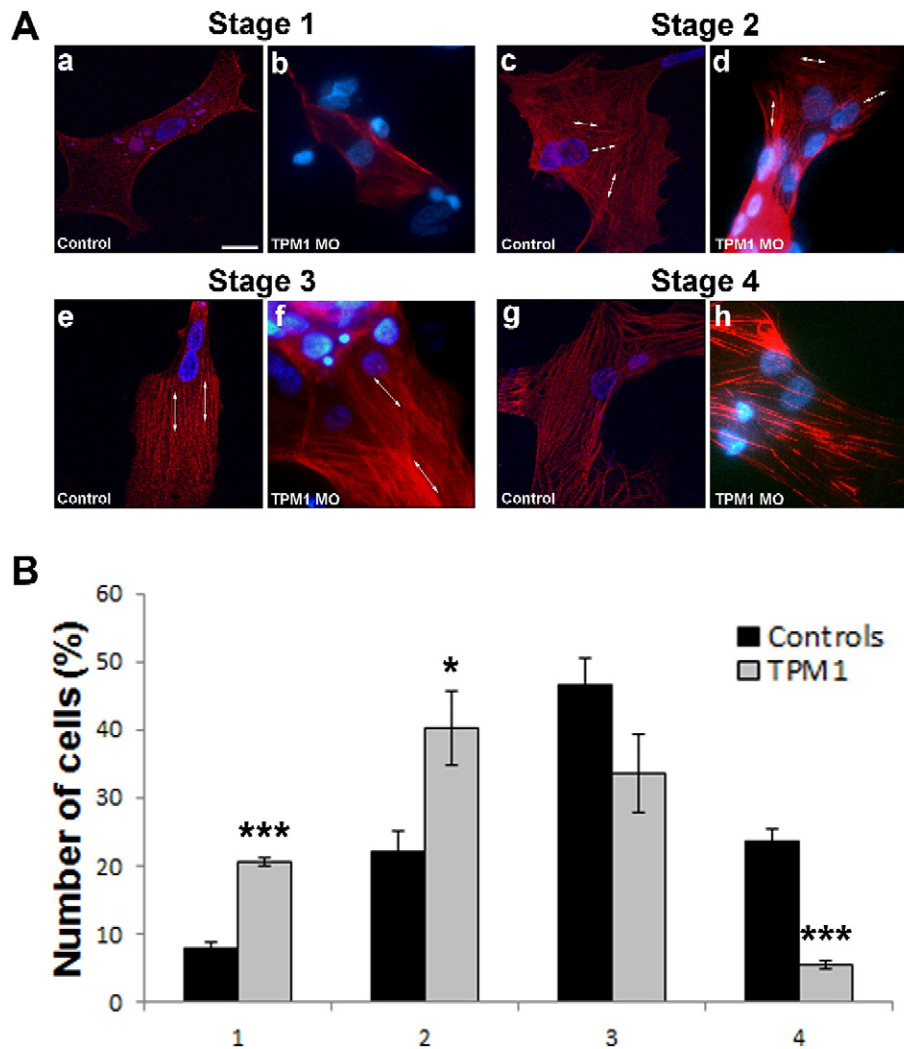 A
Stage 1
Stage 2
a
b
c
d
Control
TPM1 MO
Control
TPM1 MO
Stage 3
Stage 4
e
f
g
h
Control
TPM1 MO
Control
TPM1 MO
B
Number of cells (%)
60
50
40
30
20
10
0
***
*
***
Controls
TPM1
1
2
3
4